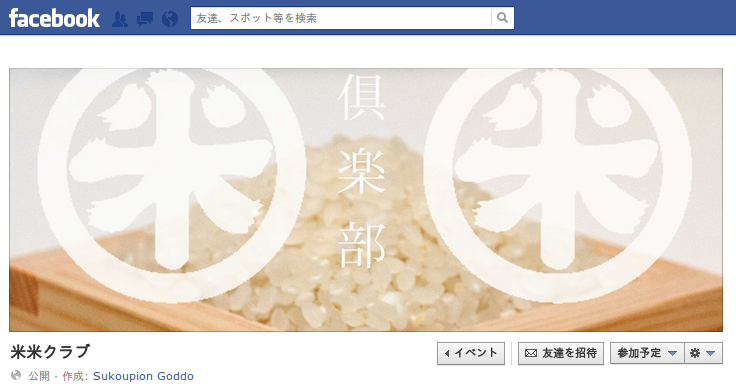 facebook
友達、スポット等を検索
米
倶楽部
米
米米クラブ
イベント
友達を招待
参加予定
公開 · 作成: Sukoupion Goddo